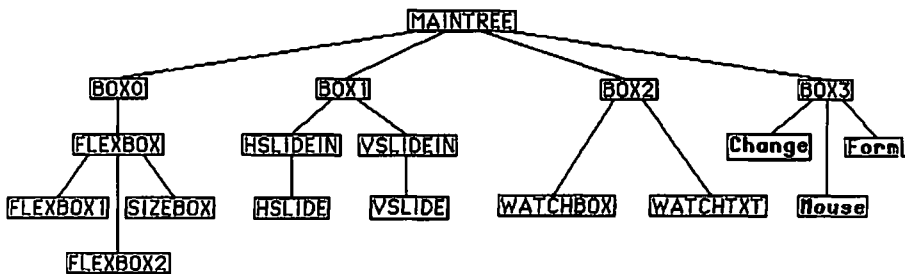 MAINTREE
BOX0 BOX1 BOX2 BOX3
FLEXBOX HSLIDEIN VSLIDEIN Change Form
FLEXBOX1 SIZEBOX HSLIDE VSLIDE WATCHBOX WATCHTXT Mouse
FLEXBOX2